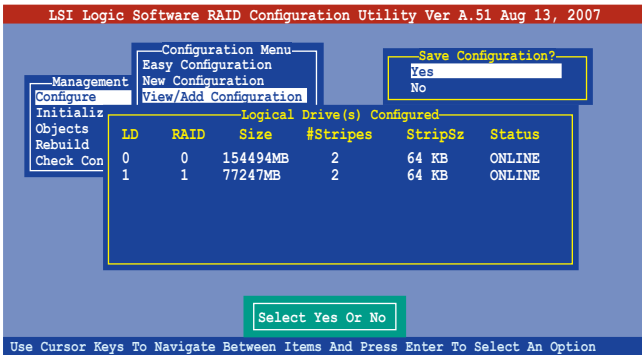 LSI Logic Software RAID Configuration Utility Ver A.51 Aug 13, 2007
Configuration Menu
Easy Configuration
New Configuration
View/Add Configuration
Save Configuration?
Yes
No
Management
Configure
Initializ
Objects
Rebuild
Check Con
Logical Drive(s) Configured
LD RAID Size #Stripes StripSz Status
0 0 154494MB 2 64 KB ONLINE
1 1 77247MB 2 64 KB ONLINE
Select Yes Or No
Use Cursor Keys To Navigate Between Items And Press Enter To Select An Option